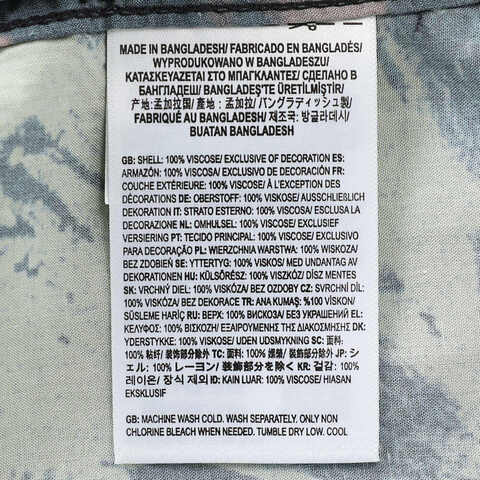 MADE IN BANGLADESH/ FABRICADO EN BANGLADÉS/
WYPRODUKOWANO W BANGLADESZU/
ΚΑΤΑΣΚΕΥΑΖΕΤΑΙ ΣΤΟ ΜΠΑΓΚΛΑΝΤΕΣ/ СДЕЛАНО В
БАНГЛАДЕШ/ BANGLADEŞ'TE ÜRETİLMİŞTİR/
产地:孟加拉国/ 產地:孟加拉/ バングラディッシュ製/
FABRIQUÉ AU BANGLADESH/ 제조국: 방글라데시/
BUATAN BANGLADESH
GB: SHELL: 100% VISCOSE/ EXCLUSIVE OF DECORATION ES:
ARMAZÓN: 100% VISCOSA/ EXCLUSIVO DE DECORACIÓN FR:
COUCHE EXTÉRIEURE: 100% VISCOSE/ À L'EXCEPTION DES
DÉCORATIONS DE: OBERSTOFF: 100% VISKOSE/ AUSSCHLIEßLICH
DEKORATION IT: STRATO ESTERNO: 100% VISCOSA/ ESCLUSA LA
DECORAZIONE NL: OMHULSEL: 100% VISCOSE/ EXCLUSIEF
VERSIERING PT: TECIDO PRINCIPAL: 100% VISCOSE/ EXCLUSIVO
PARA DECORAÇÃO PL: WIERZCHNIA WARSTWA: 100% WISKOZA/
BEZ ZDOBIEŃ SE: YTTERTYG: 100% VISKOS/ MED UNDANTAG AV
DEKORATIONEN HU: KÜLSŐRÉSZ: 100% VISZKÓZ/ DÍSZ MENTES
SK: VRCHNÝ DIEL: 100% VISKÓZA/ BEZ OZDOBY CZ: SVRCHNÍ DÍL:
100% VISKÓZA/ BEZ DEKORACE TR: ANA KUMAŞ: %100 VİSKON/
SÜSLEME HARİÇ RU: ВЕРХ: 100% ВИСКОЗА/ БЕЗ УКРАШЕНИЙ EL:
ΚΕΛΥΦΟΣ: 100% ΒΙΣΚΟΖΗ/ ΕΞΑΙΡΟΥΜΕΝΗΣ ΤΗΣ ΔΙΑΚΟΣΜΗΣΗΣ DK:
YDERSTYKKE: 100% VISKOSE/ UDEN UDSMYKNING SC: 面料:
100% 粘纤/ 装饰部分除外 TC: 面料: 100% 嫘縈/ 裝飾部分除外 JP: シ
ェル: 100% レーヨン/ 装飾部分を除く KR: 겉감: 100%
레이온/ 장식 제외 ID: KAIN LUAR: 100% VISCOSE/ HIASAN
EKSKLUSIF
GB: MACHINE WASH COLD. WASH SEPARATELY. ONLY NON
CHLORINE BLEACH WHEN NEEDED. TUMBLE DRY LOW. COOL